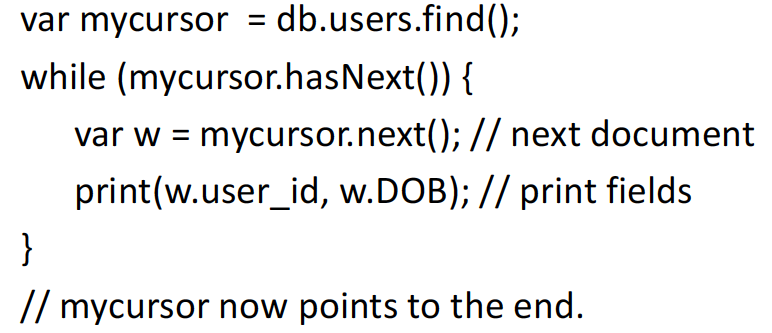 var mycursor  = db.users.find();
while (mycursor.hasNext()) {
   var w = mycursor.next(); // next document
   print(w.user_id, w.DOB); // print fields
}
// mycursor now points to the end.